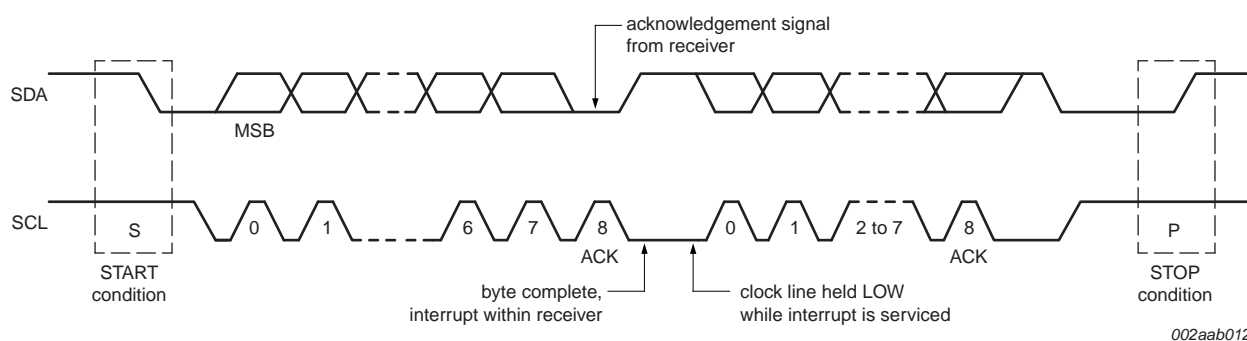 acknowledgement signal
from receiver
SDA
MSB
SCL
S
0
1
6
7
8
0
1
2 to 7
8
P
ACK
ACK
START
condition
byte complete,
interrupt within receiver
clock line held LOW
while interrupt is serviced
STOP
condition
002aab012